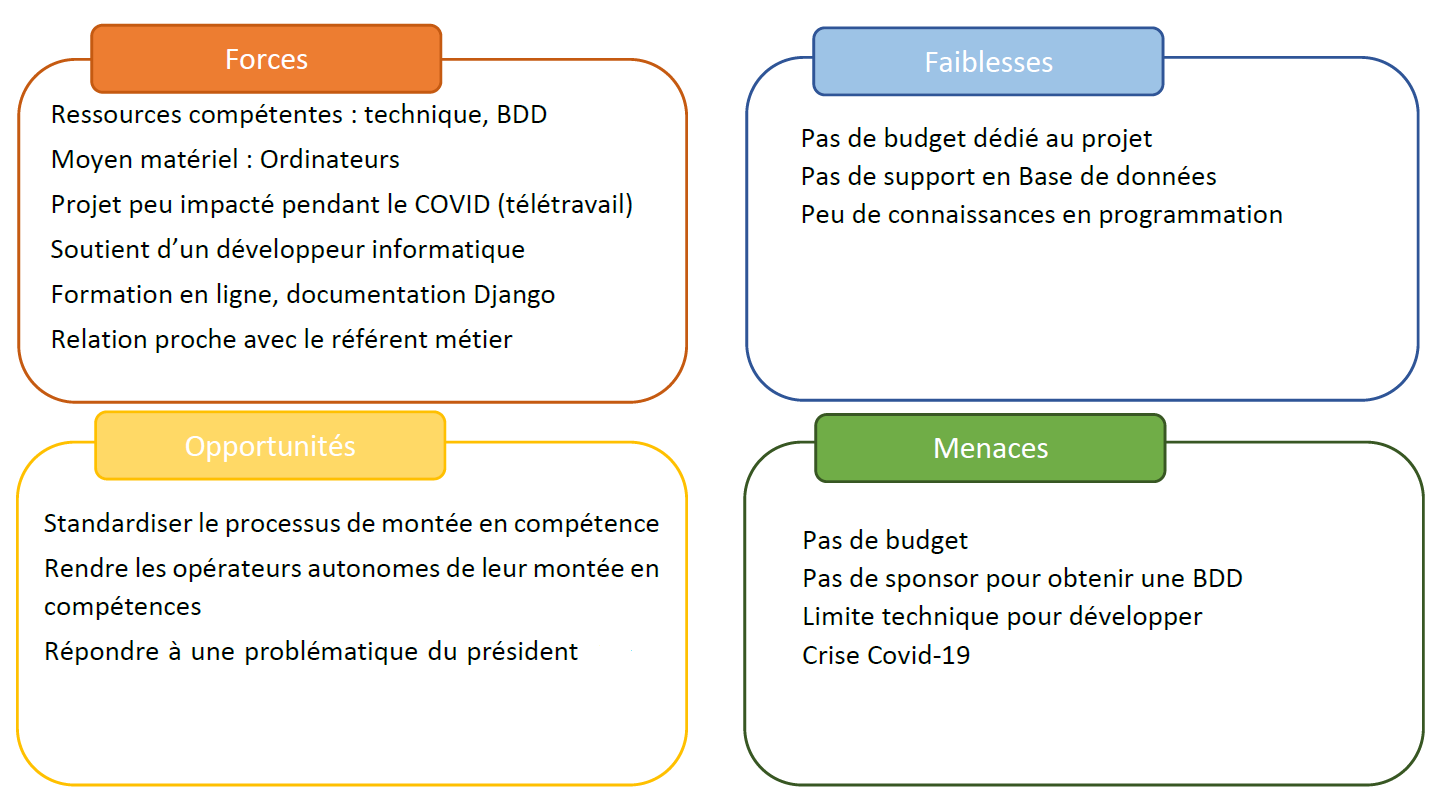 Forces
Ressources compétentes : technique, BDD
Moyen matériel : Ordinateurs
Projet peu impacté pendant le COVID (télétravail)
Soutient d’un développeur informatique
Formation en ligne, documentation Django
Relation proche avec le référent métier
Faiblesses
Pas de budget dédié au projet
Pas de support en Base de données
Peu de connaissances en programmation
Opportunités
Standardiser le processus de montée en compétence
Rendre les opérateurs autonomes de leur montée en
compétences
Répondre à une problématique du président
Menaces
Pas de budget
Pas de sponsor pour obtenir une BDD
Limite technique pour développer
Crise Covid-19